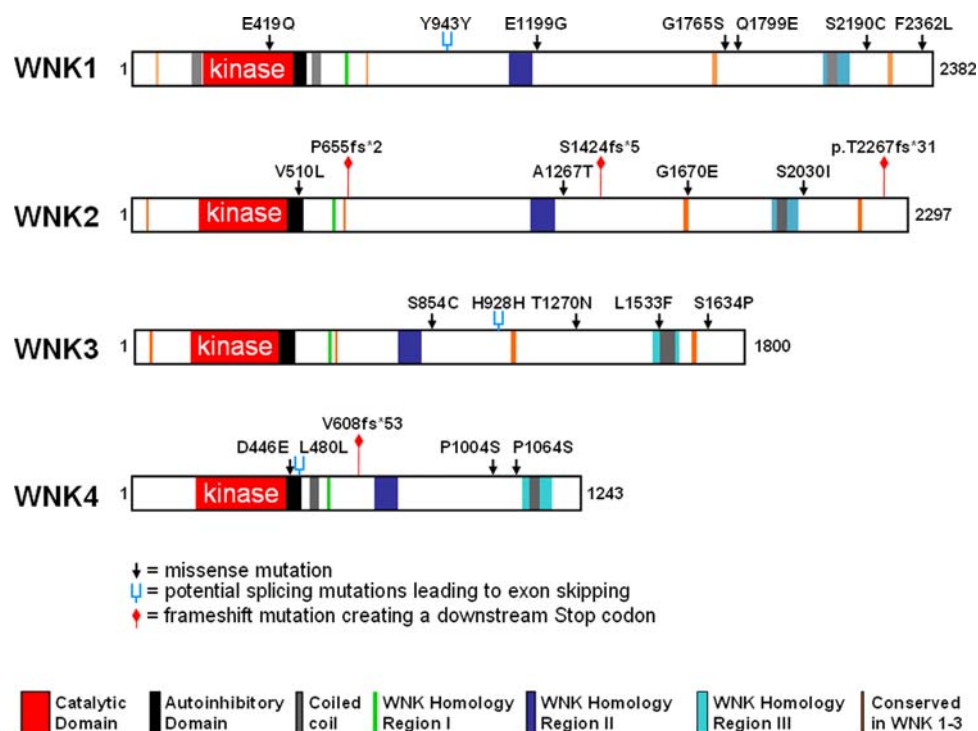 E419Q Y943Y E1199G G1765S Q1799E S2190C F2362L
WNK1 1 kinase 2382
P655fs*2 S1424fs*5 p.T2267fs*31
V510L A1267T G1670E S2030I
WNK2 1 kinase 2297
S854C H928H T1270N L1533F S1634P
WNK3 1 kinase 1800
V608fs*53
D446E L480L P1004S P1064S
WNK4 1 kinase 1243
= missense mutation
= potential splicing mutations leading to exon skipping
= frameshift mutation creating a downstream Stop codon
Catalytic Domain
Autoinhibitory Domain
Coiled coil
WNK Homology Region I
WNK Homology Region II
WNK Homology Region III
Conserved in WNK 1-3